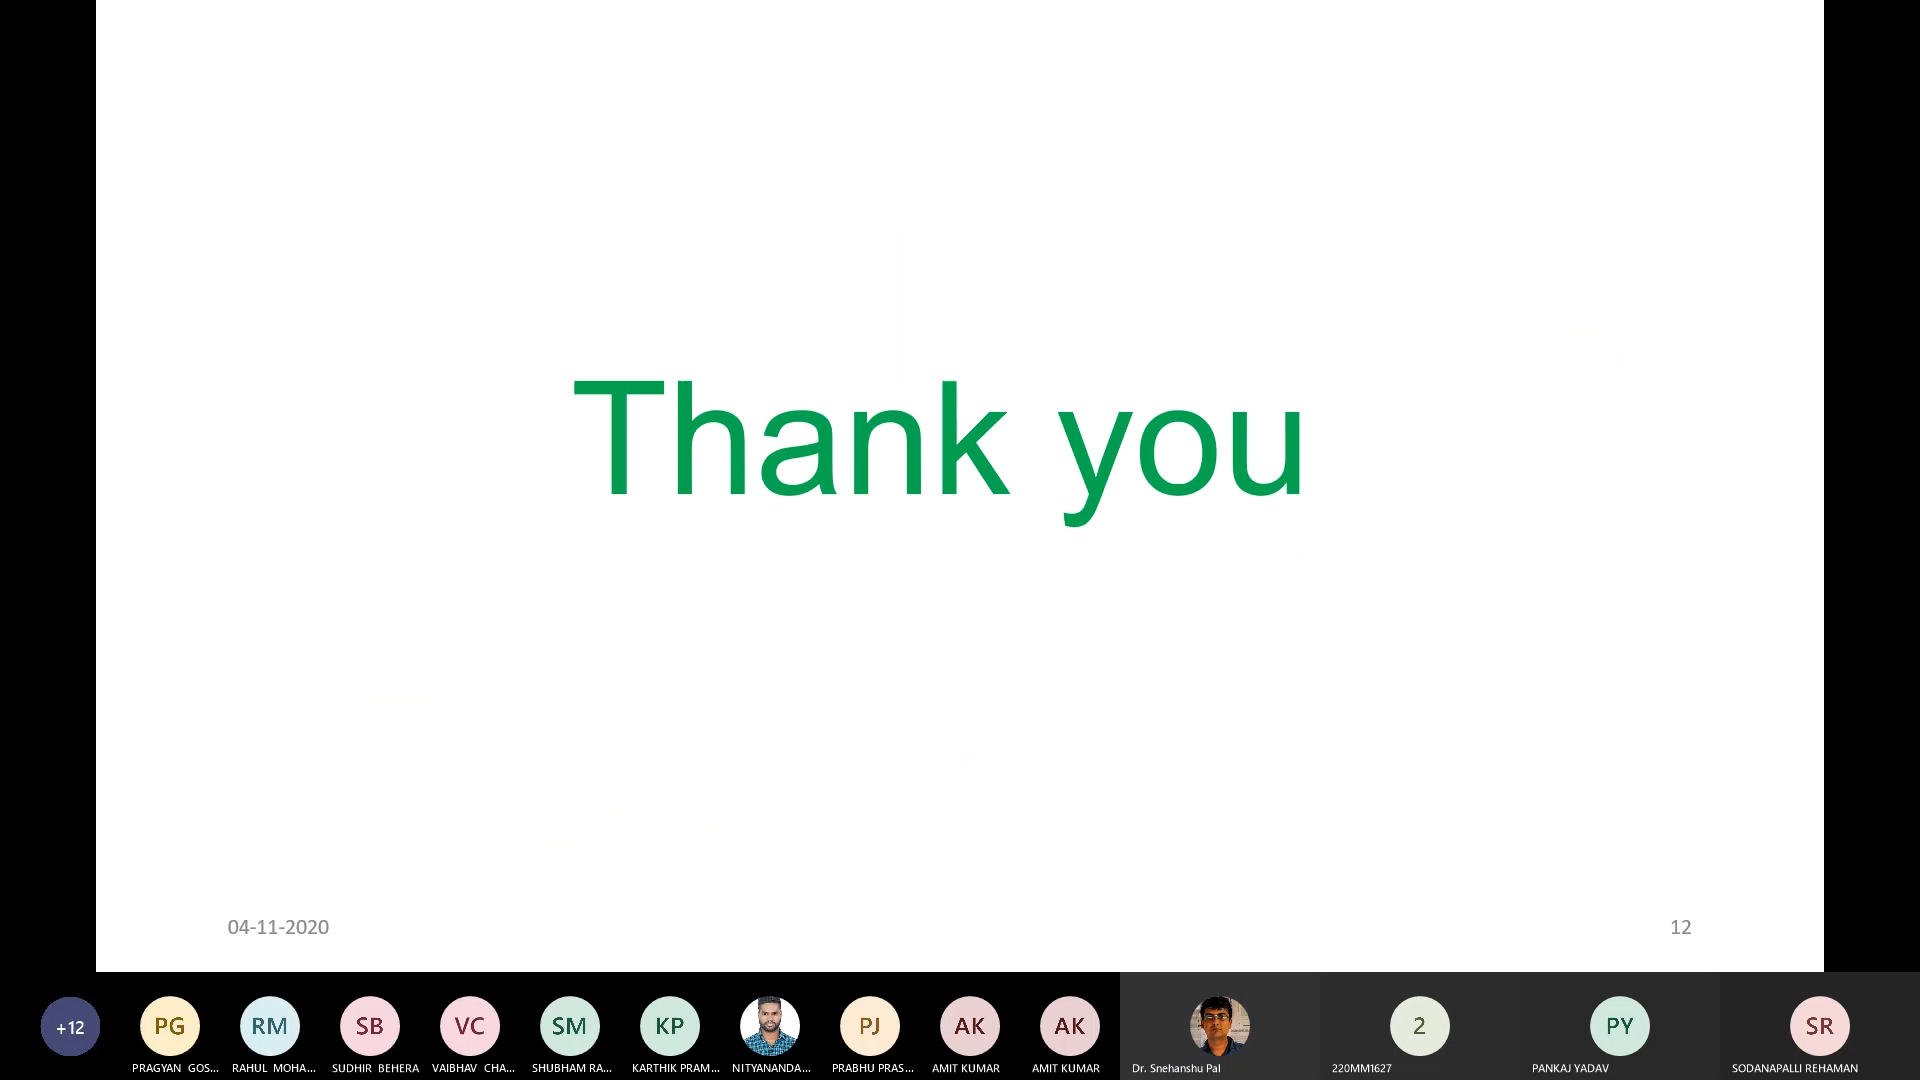 Thank you
04-11-2020
12
+12
PG
RM
SB
VC
SM
KP
PJ
AK
AK
2
PY
SR
PRAGYAN GOS...
RAHUL MOHA...
SUDHIR BEHERA
VAIBHAV CHA...
SHUBHAM RA...
KARTHIK PRAM...
NITYANANDA...
PRABHU PRAS...
AMIT KUMAR
AMIT KUMAR
Dr. Snehanshu Pal
220MM1627
PANKAJ YADAV
SODANAPALLI REHAMAN